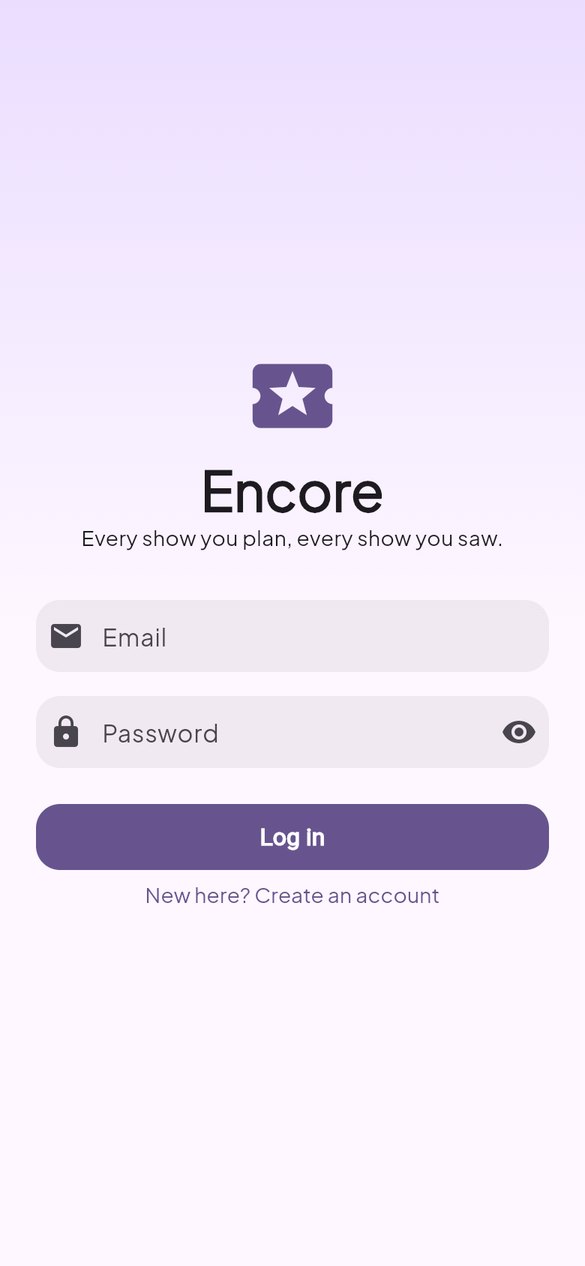 Encore
Every show you plan, every show you saw.
Email
Password
Log in
New here? Create an account